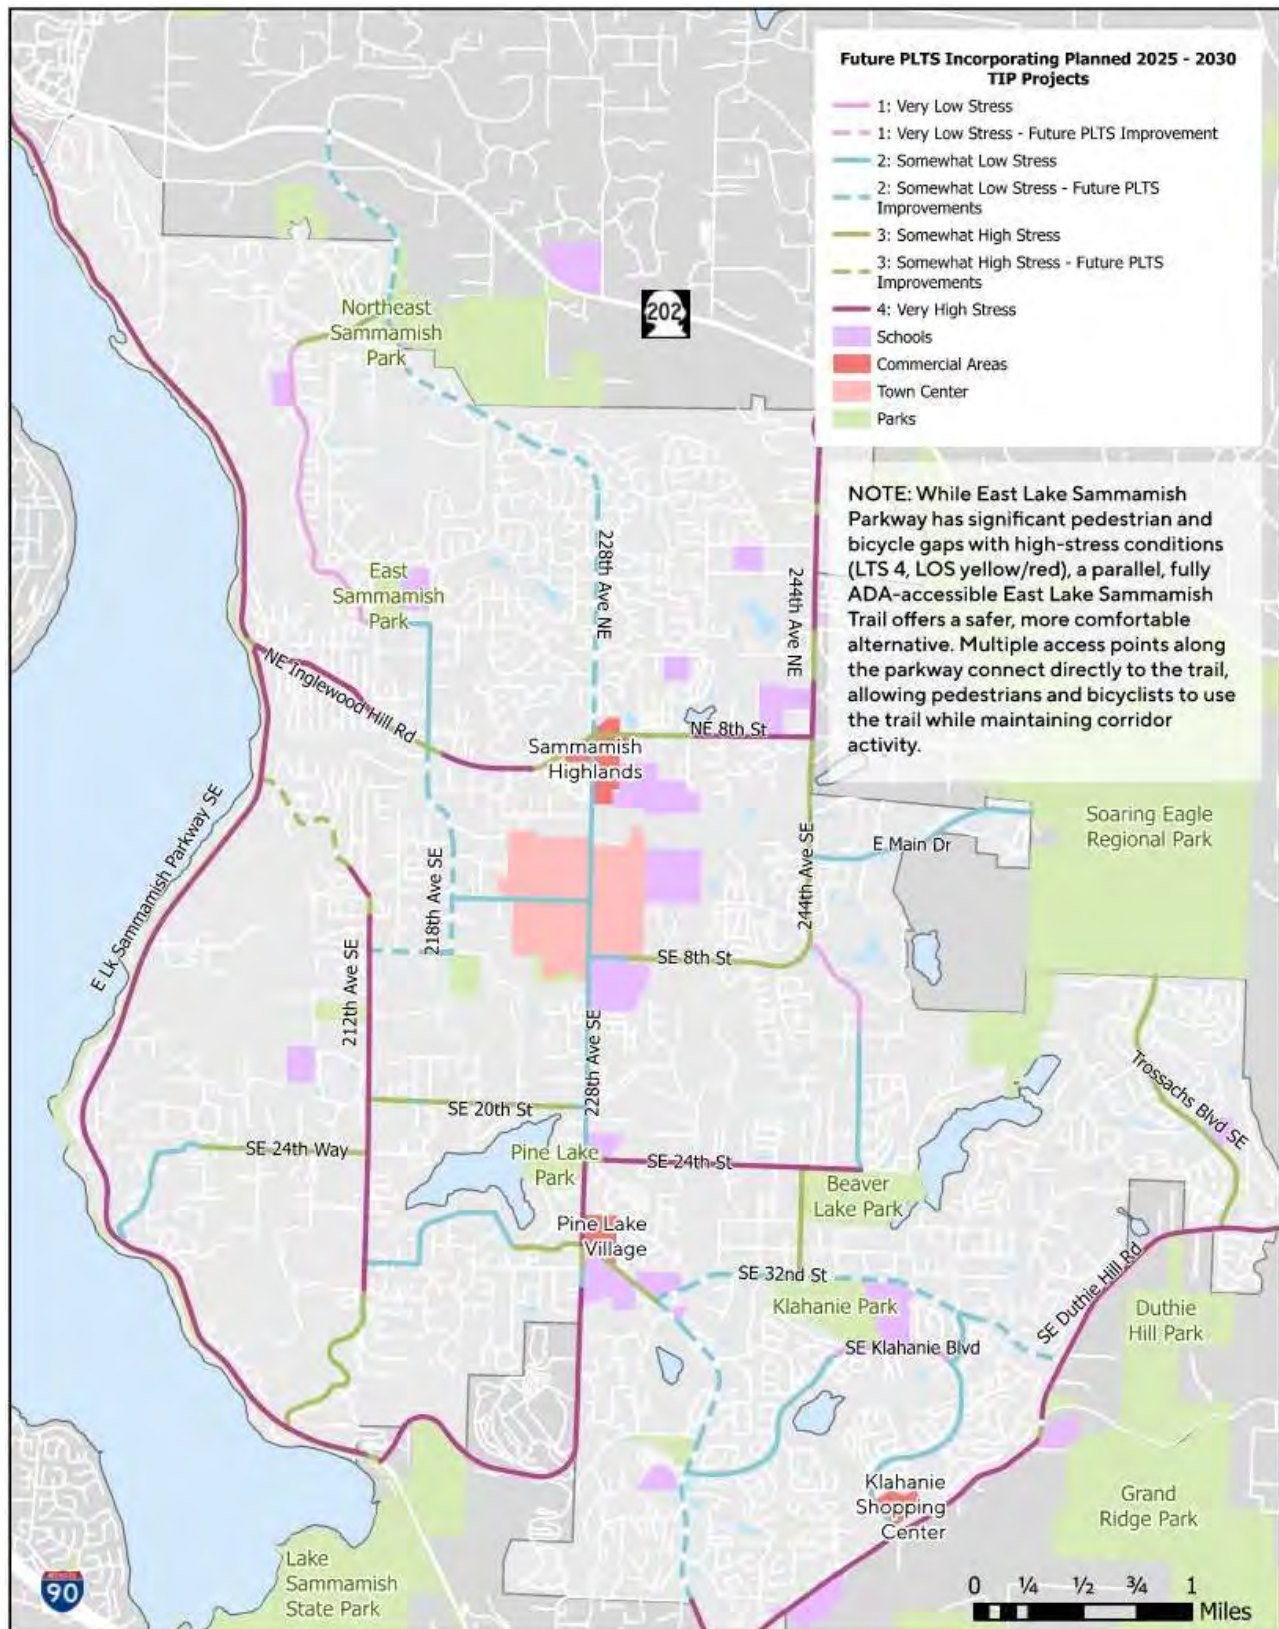 Future PLTS Incorporating Planned 2025 - 2030
TIP Projects
1: Very Low Stress
1: Very Low Stress - Future PLTS Improvement
2: Somewhat Low Stress
2: Somewhat Low Stress - Future PLTS
Improvements
3: Somewhat High Stress
3: Somewhat High Stress - Future PLTS
Improvements
4: Very High Stress
Schools
Commercial Areas
Town Center
Parks
NOTE: While East Lake Sammamish
Parkway has significant pedestrian and
bicycle gaps with high-stress conditions
(LTS 4, LOS yellow/red), a parallel, fully
ADA-accessible East Lake Sammamish
Trail offers a safer, more comfortable
alternative. Multiple access points along
the parkway connect directly to the trail,
allowing pedestrians and bicyclists to use
the trail while maintaining corridor
activity.
202
Northeast
Sammamish
Park
East
Sammamish
Park
228th Ave NE
244th Ave NE
NE Inglewood Hill Rd
NE 8th St
Sammamish
Highlands
Soaring Eagle
Regional Park
E Main Dr
E Lk Sammamish Parkway SE
218th Ave SE
244th Ave SE
212th Ave SE
SE 8th St
228th Ave SE
Trossachs Blvd SE
SE 20th St
SE 24th Way
Pine Lake
Park
SE 24th St
Beaver
Lake Park
Pine Lake
Village
SE 32nd St
Klahanie Park
SE Duthie Hill Rd
Duthie
Hill Park
SE Klahanie Blvd
Klahanie
Shopping
Center
Grand
Ridge Park
Lake
Sammamish
State Park
90
0 ¼ ½ ¾ 1
Miles